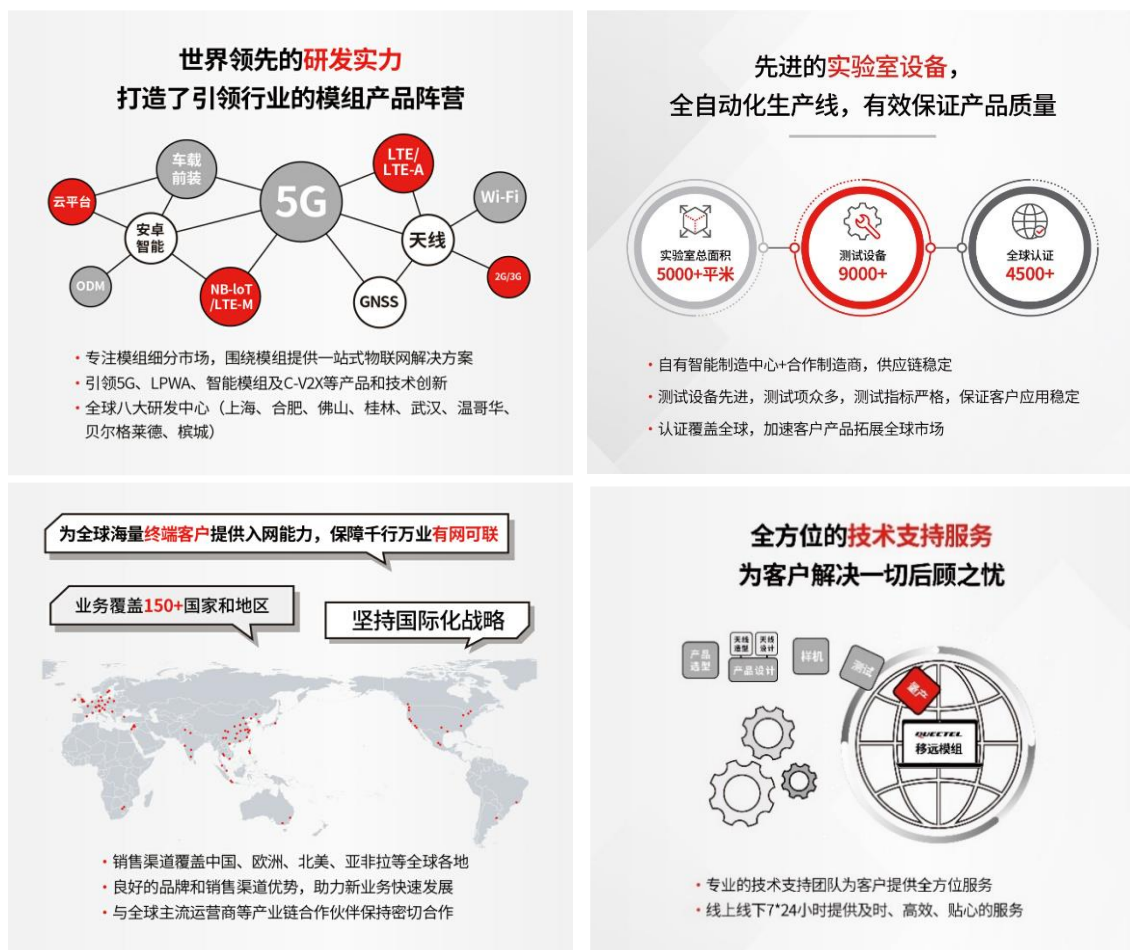 世界领先的研发实力
打造了引领行业的模组产品阵营
车载
前装
5G
LTE/
LTE-A
Wi-Fi
云平台
安卓
智能
天线
ODM
NB-IoT
/LTE-M
GNSS
2G/3G
·专注模组细分市场，围绕模组提供一站式物联网解决方案
·引领5G、LPWA、智能模组及C-V2X等产品和技术创新
·全球八大研发中心（上海、合肥、佛山、桂林、武汉、温哥华、
贝尔格莱德、槟城）
先进的实验室设备，
全自动化生产线，有效保证产品质量
实验室总面积
5000+平米
测试设备
9000+
全球认证
4500+
·自有智能制造中心+合作制造商，供应链稳定
·测试设备先进，测试项众多，测试指标严格，保证客户应用稳定
·认证覆盖全球，加速客户产品拓展全球市场
为全球海量终端客户提供入网能力，保障千行万业有网可联
业务覆盖150+国家和地区
坚持国际化战略
·销售渠道覆盖中国、欧洲、北美、亚非拉等全球各地
·良好的品牌和销售渠道优势，助力新业务快速发展
·与全球主流运营商等产业链合作伙伴保持密切合作
全方位的技术支持服务
为客户解决一切后顾之忧
产品
选型
天线
选型
天线
设计
产品设计
样机
测试
量产
QUECTEL
移远模组
·专业的技术支持团队为客户提供全方位服务
·线上线下7*24小时提供及时、高效、贴心的服务